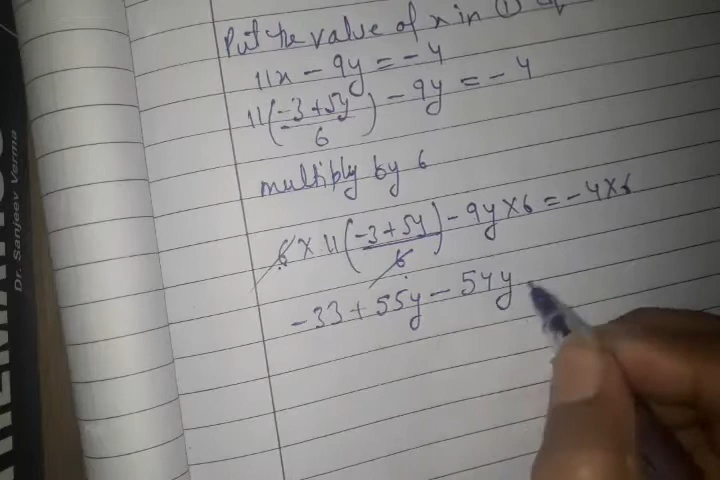 Put the value of x in ①
11x - 9y = -4
11(-3+5y/6) - 9y = -4
multiply by 6
6 × 11(-3+5y/6) - 9y×6 = -4×6
-33 + 55y - 54y
Dr. Sanjeev Verma